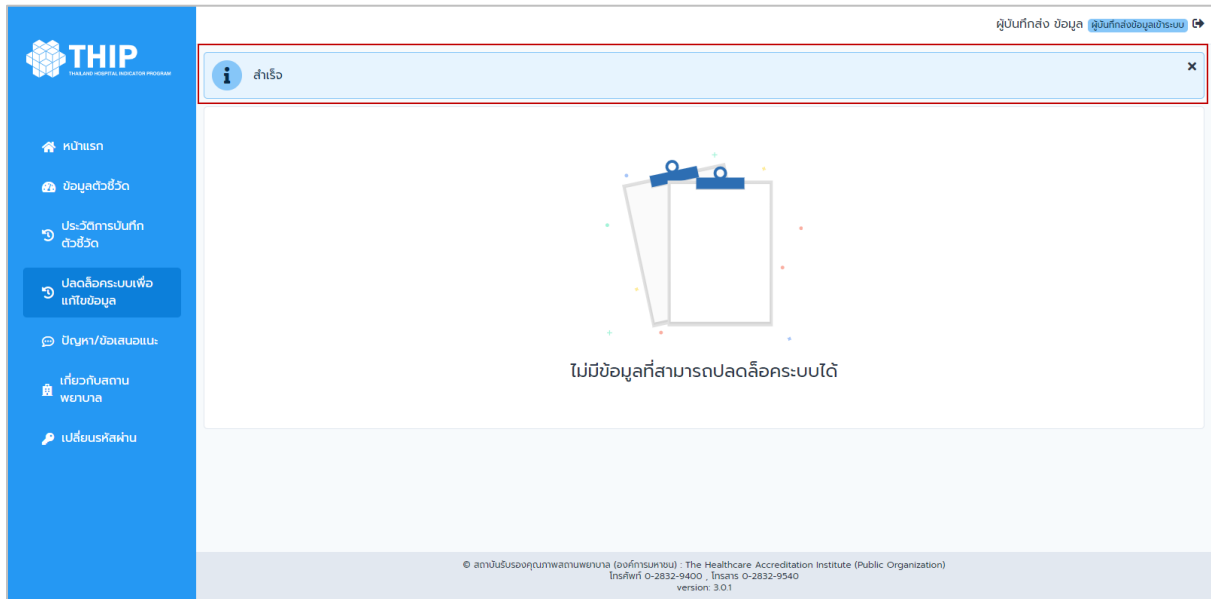 ผู้บันทึกส่ง ข้อมูล ผู้บันทึกส่งข้อมูลเข้าระบบ
THIP
THAILAND HOSPITAL INDICATOR PROGRAM
สำเร็จ
หน้าแรก
ข้อมูลตัวชี้วัด
ประวัติการบันทึก
ตัวชี้วัด
ปลดล็อคระบบเพื่อ
แก้ไขข้อมูล
ปัญหา/ข้อเสนอแนะ
เกี่ยวกับสถาน
พยาบาล
เปลี่ยนรหัสผ่าน
ไม่มีข้อมูลที่สามารถปลดล็อคระบบได้
© สถาบันรับรองคุณภาพสถานพยาบาล (องค์การมหาชน) : The Healthcare Accreditation Institute (Public Organization)
โทรศัพท์ 0-2832-9400 , โทรสาร 0-2832-9540
version: 3.0.1